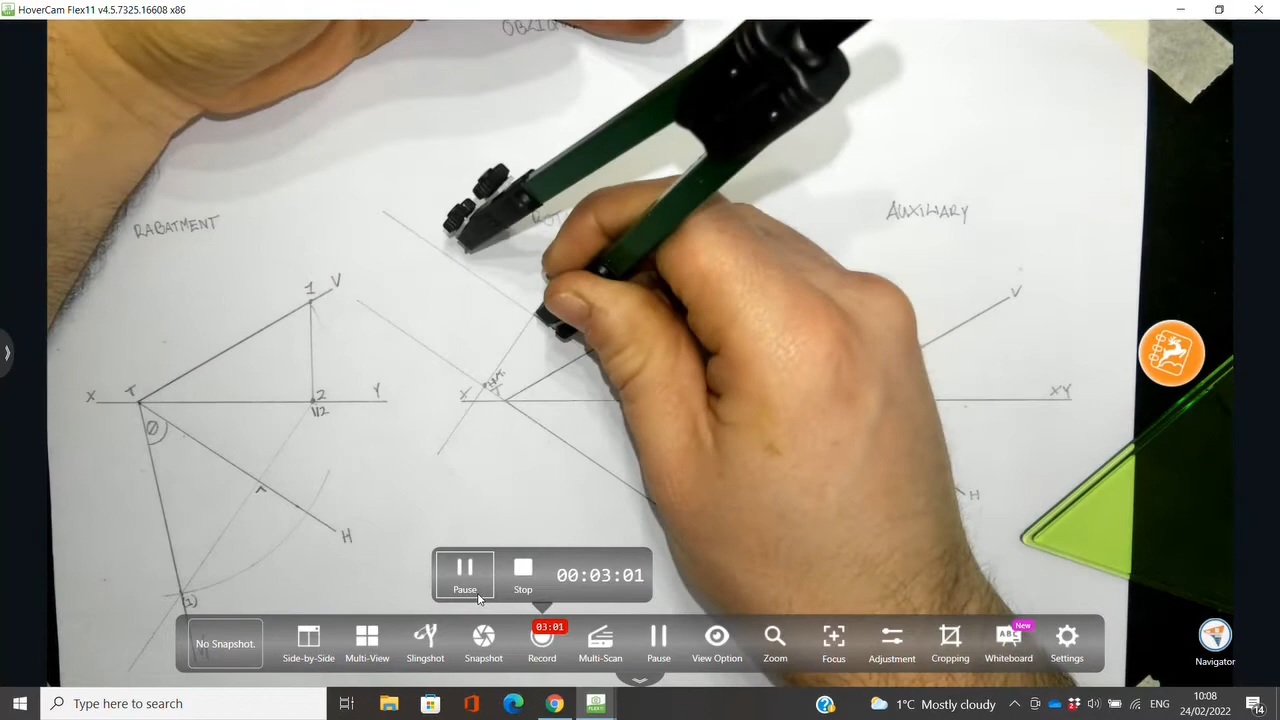 HoverCam Flex11 v4.5.7325.16608 x86
RABATMENT
AUXILIARY
1 V
V
X T 2 Y
X
XY
H
H
Pause
Stop
00:03:01
03:01
New
No Snapshot.
Side-by-Side
Multi-View
Slingshot
Snapshot
Record
Multi-Scan
Pause
View Option
Zoom
Focus
Adjustment
Cropping
ABC
Whiteboard
Settings
Navigator
Type here to search
FLEX11
1°C Mostly cloudy
ENG
10:08
24/02/2022
14